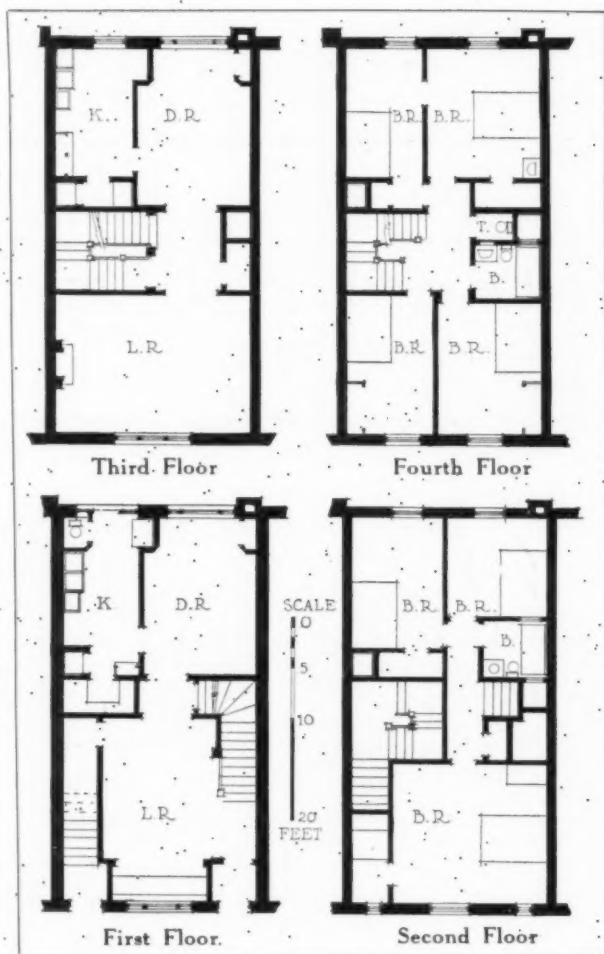 K. D.R.
L.R.
Third Floor
B.R. B.R.
T.
B.
B.R B.R.
Fourth Floor
K D.R.
L.R
First Floor.
SCALE
0
5
10
20
FEET
B.R B.R.
B.
B.R.
Second Floor